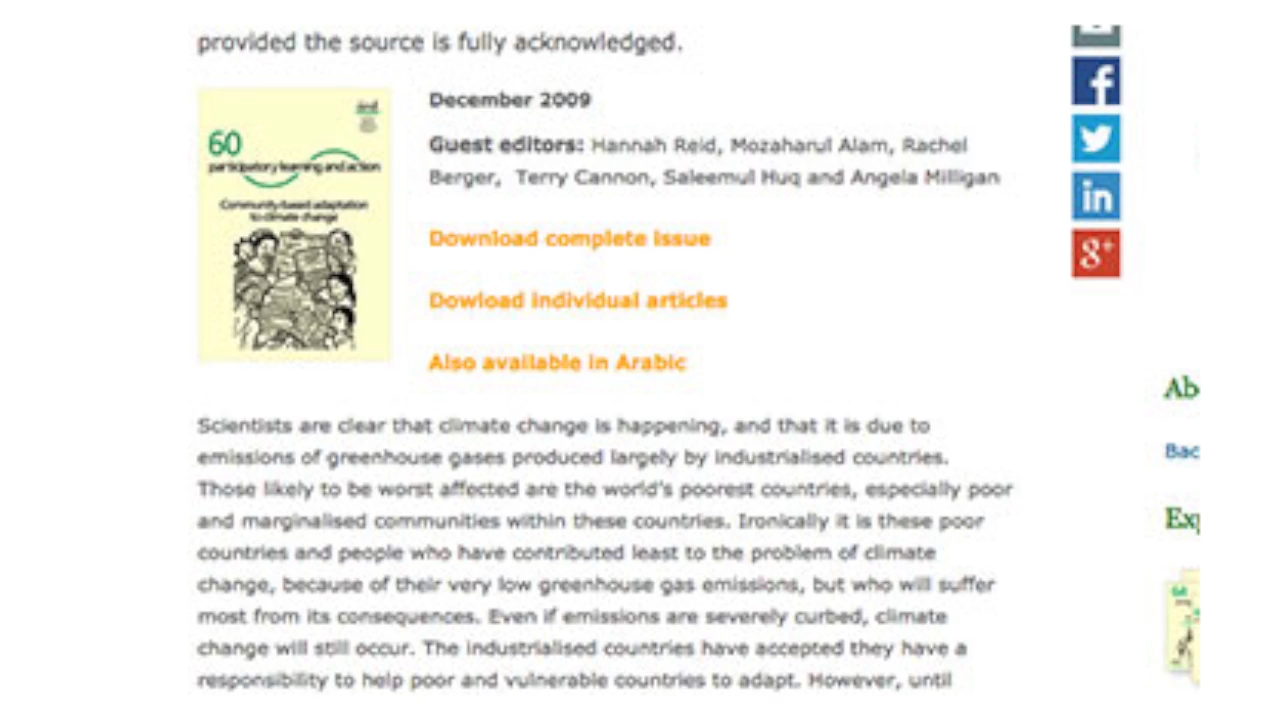 provided the source is fully acknowledged.
60
participatory learning and action
Community-based adaptation
to climate change
December 2009
Guest editors: Hannah Reid, Mozaharul Alam, Rachel
Berger, Terry Cannon, Saleemul Huq and Angela Milligan
Download complete issue
Dowload individual articles
Also available in Arabic
Scientists are clear that climate change is happening, and that it is due to
emissions of greenhouse gases produced largely by industrialised countries.
Those likely to be worst affected are the world's poorest countries, especially poor
and marginalised communities within these countries. Ironically it is these poor
countries and people who have contributed least to the problem of climate
change, because of their very low greenhouse gas emissions, but who will suffer
most from its consequences. Even if emissions are severely curbed, climate
change will still occur. The industrialised countries have accepted they have a
responsibility to help poor and vulnerable countries to adapt. However, until
f
in
8+
Ab
Bac
Exp